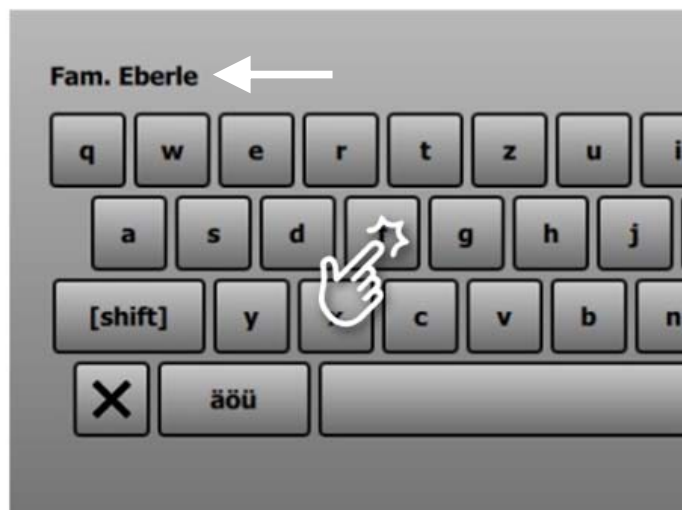 Fam. Eberle
q w e r t z u i
a s d f g h j
[shift] y x c v b n
äöü